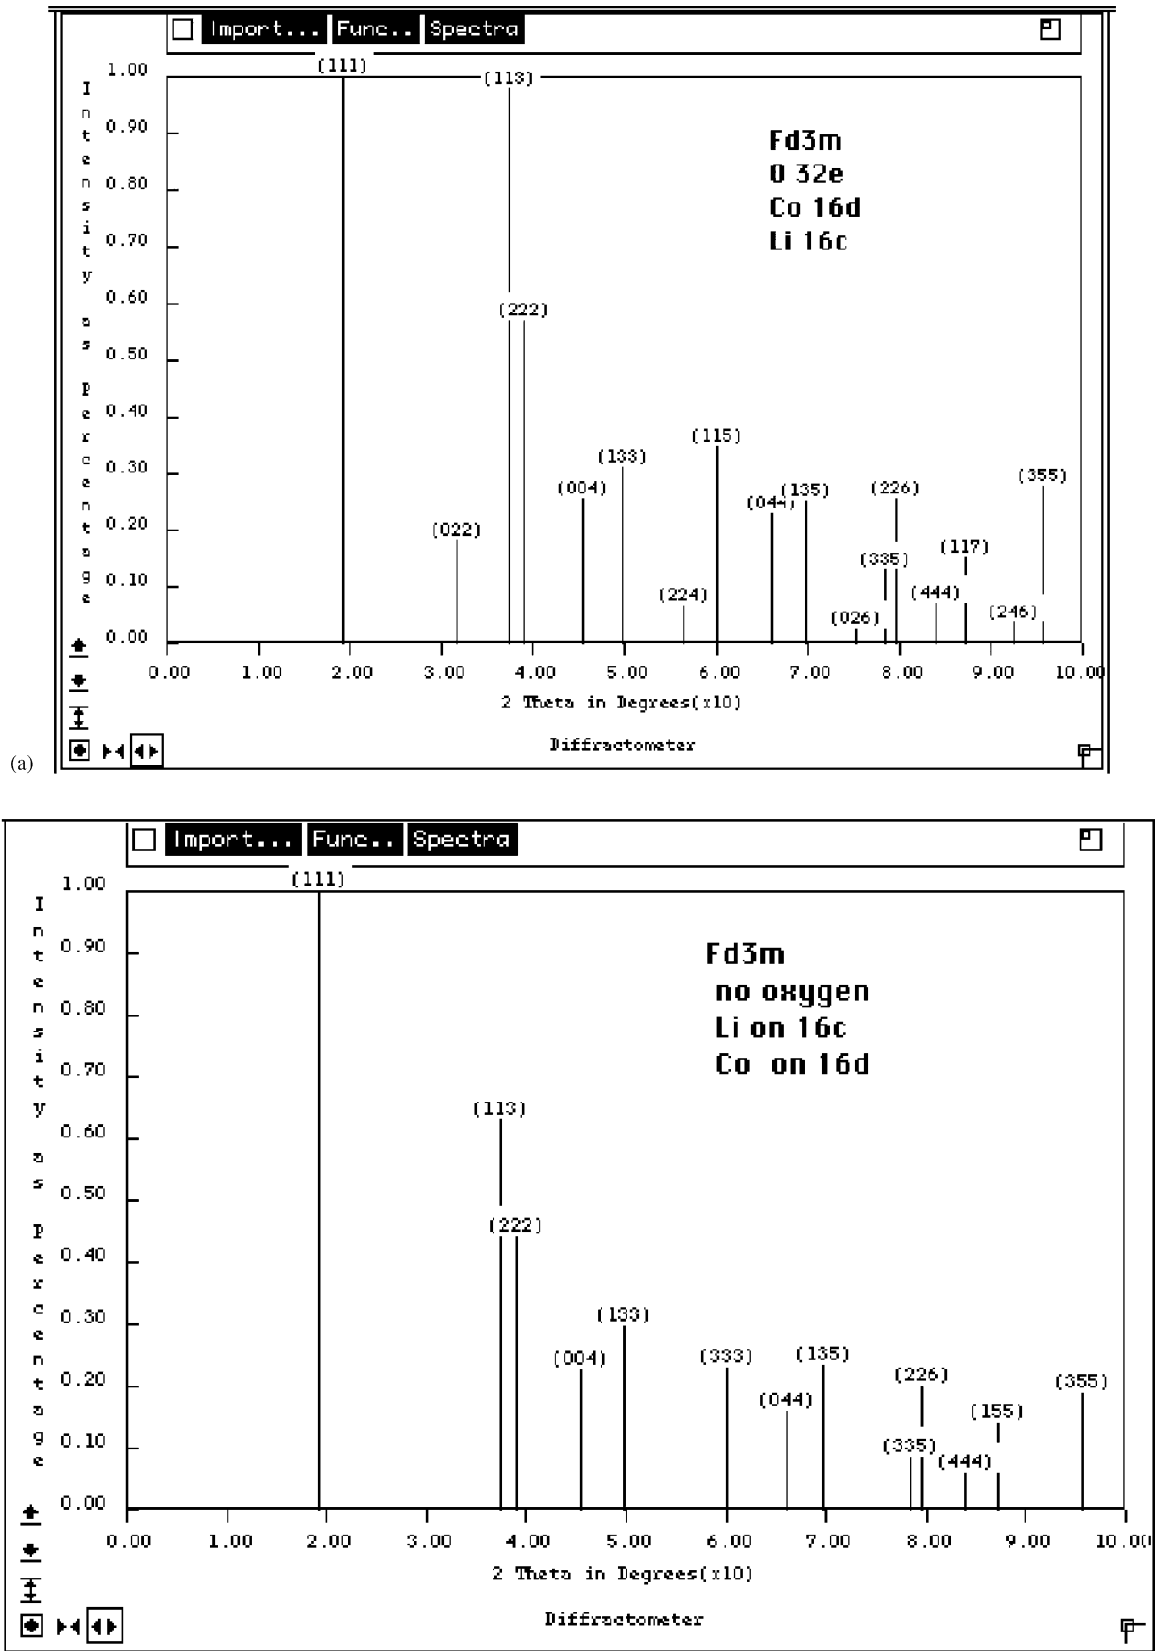 Import... Func.. Spectra
(111)
(113)
(222)
(022)
(004)
(133)
(224)
(115)
(044)
(135)
(026)
(335)
(226)
(444)
(117)
(246)
(355)
Fd3m
O 32e
Co 16d
Li 16c
Intensity as percentage
1.00
0.90
0.80
0.70
0.60
0.50
0.40
0.30
0.20
0.10
0.00
0.00 1.00 2.00 3.00 4.00 5.00 6.00 7.00 8.00 9.00 10.00
2 Theta in Degrees(x10)
Diffractometer
(a)
Import... Func.. Spectra
(111)
(113)
(222)
(004)
(133)
(333)
(044)
(135)
(335)
(226)
(444)
(155)
(355)
Fd3m
no oxygen
Li on 16c
Co on 16d
Intensity as percentage
1.00
0.90
0.80
0.70
0.60
0.50
0.40
0.30
0.20
0.10
0.00
0.00 1.00 2.00 3.00 4.00 5.00 6.00 7.00 8.00 9.00 10.00
2 Theta in Degrees(x10)
Diffractometer